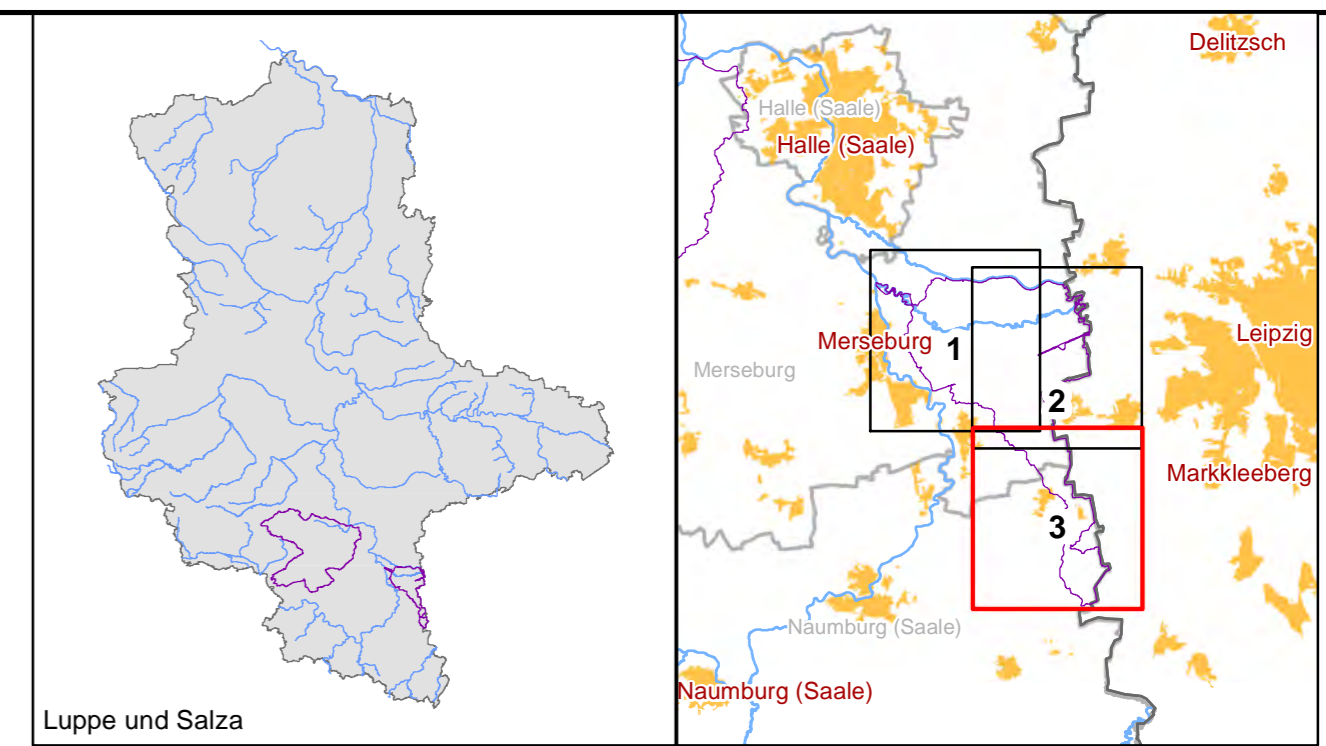 Luppe und Salza
Delitzsch
Halle (Saale)
Halle (Saale)
Merseburg
1
Leipzig
Merseburg
2
Markkleeberg
3
Naumburg (Saale)
Naumburg (Saale)